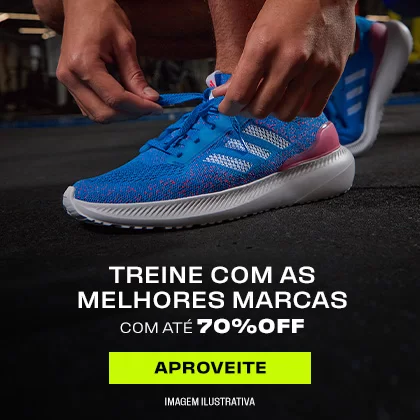 TREINE COM AS
MELHORES MARCAS
COM ATÉ 70%OFF
APROVEITE
IMAGEM ILUSTRATIVA